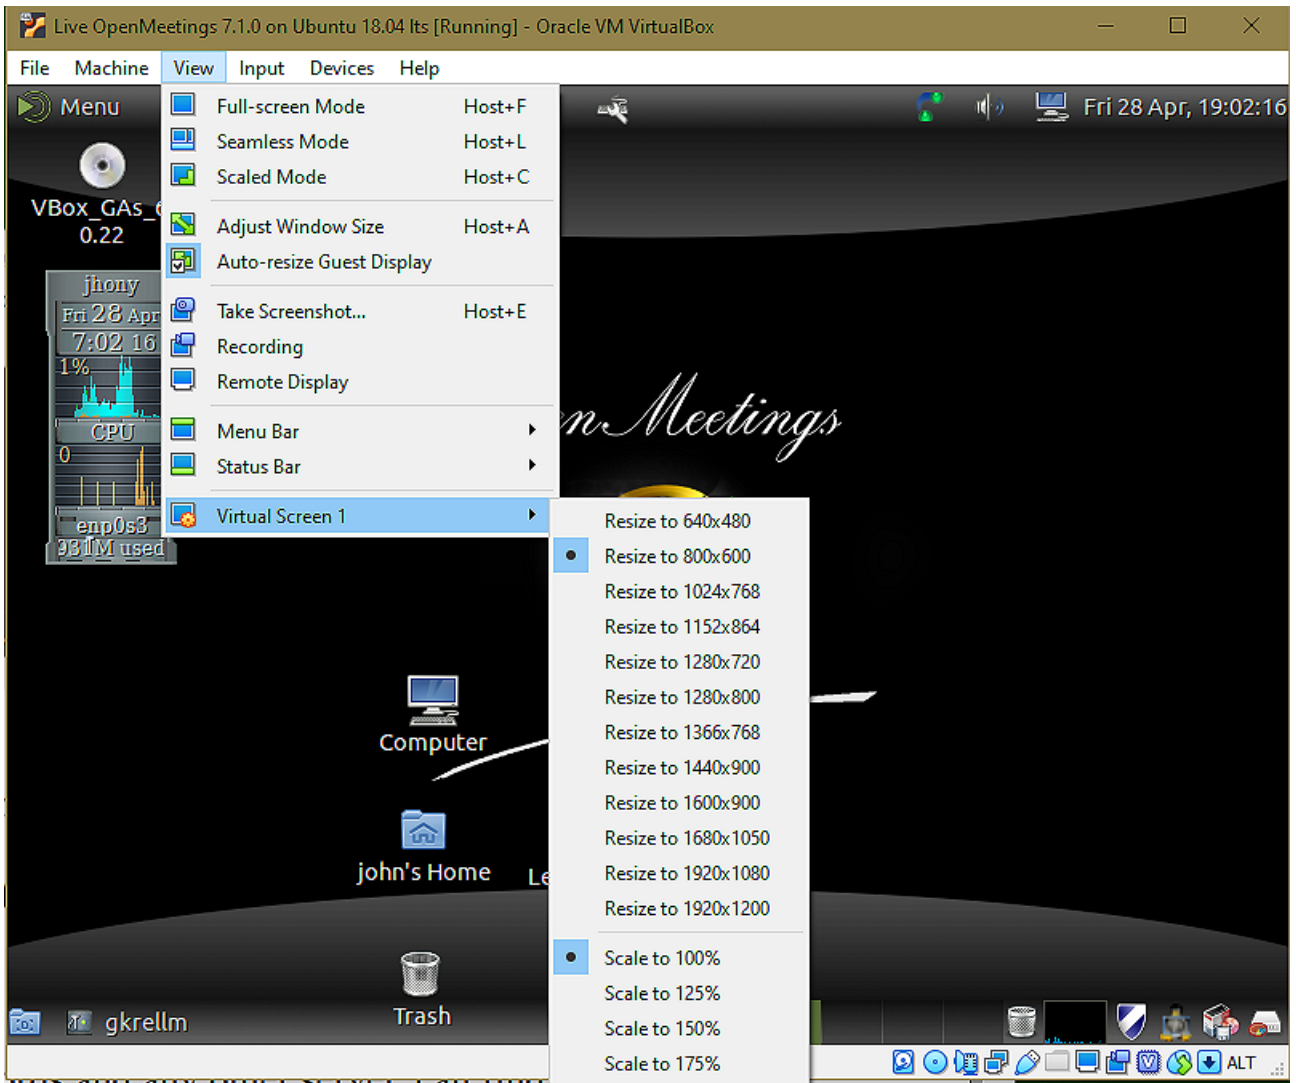 Live OpenMeetings 7.1.0 on Ubuntu 18.04 lts [Running] - Oracle VM VirtualBox
File Machine View Input Devices Help
Menu
Fri 28 Apr, 19:02:16
Full-screen Mode Host+F
Seamless Mode Host+L
Scaled Mode Host+C
Adjust Window Size Host+A
Auto-resize Guest Display
Take Screenshot... Host+E
Recording
Remote Display
Menu Bar
Status Bar
Virtual Screen 1
Resize to 640x480
Resize to 800x600
Resize to 1024x768
Resize to 1152x864
Resize to 1280x720
Resize to 1280x800
Resize to 1366x768
Resize to 1440x900
Resize to 1600x900
Resize to 1680x1050
Resize to 1920x1080
Resize to 1920x1200
Scale to 100%
Scale to 125%
Scale to 150%
Scale to 175%
VBox_GAs_6
0.22
jhony
Fri 28 Apr
7:02 16
1%
CPU
0
enp0s3
931M used
n Meetings
Computer
john's Home
Le
Trash
gkrellm
ALT